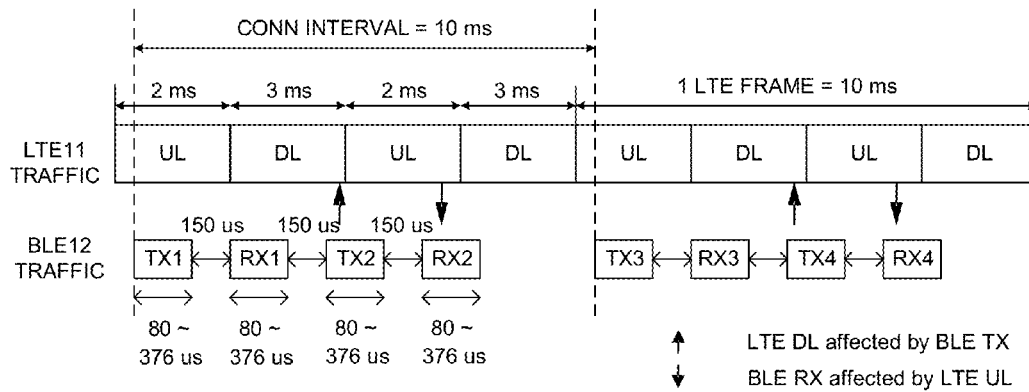 CONN INTERVAL = 10 ms
2 ms 3 ms 2 ms 3 ms 1 LTE FRAME = 10 ms
LTE11 TRAFFIC
UL DL UL DL UL DL UL DL
150 us 150 us 150 us
BLE12 TRAFFIC
TX1 RX1 TX2 RX2 TX3 RX3 TX4 RX4
80 ~ 80 ~ 80 ~ 80 ~
376 us 376 us 376 us 376 us
LTE DL affected by BLE TX
BLE RX affected by LTE UL